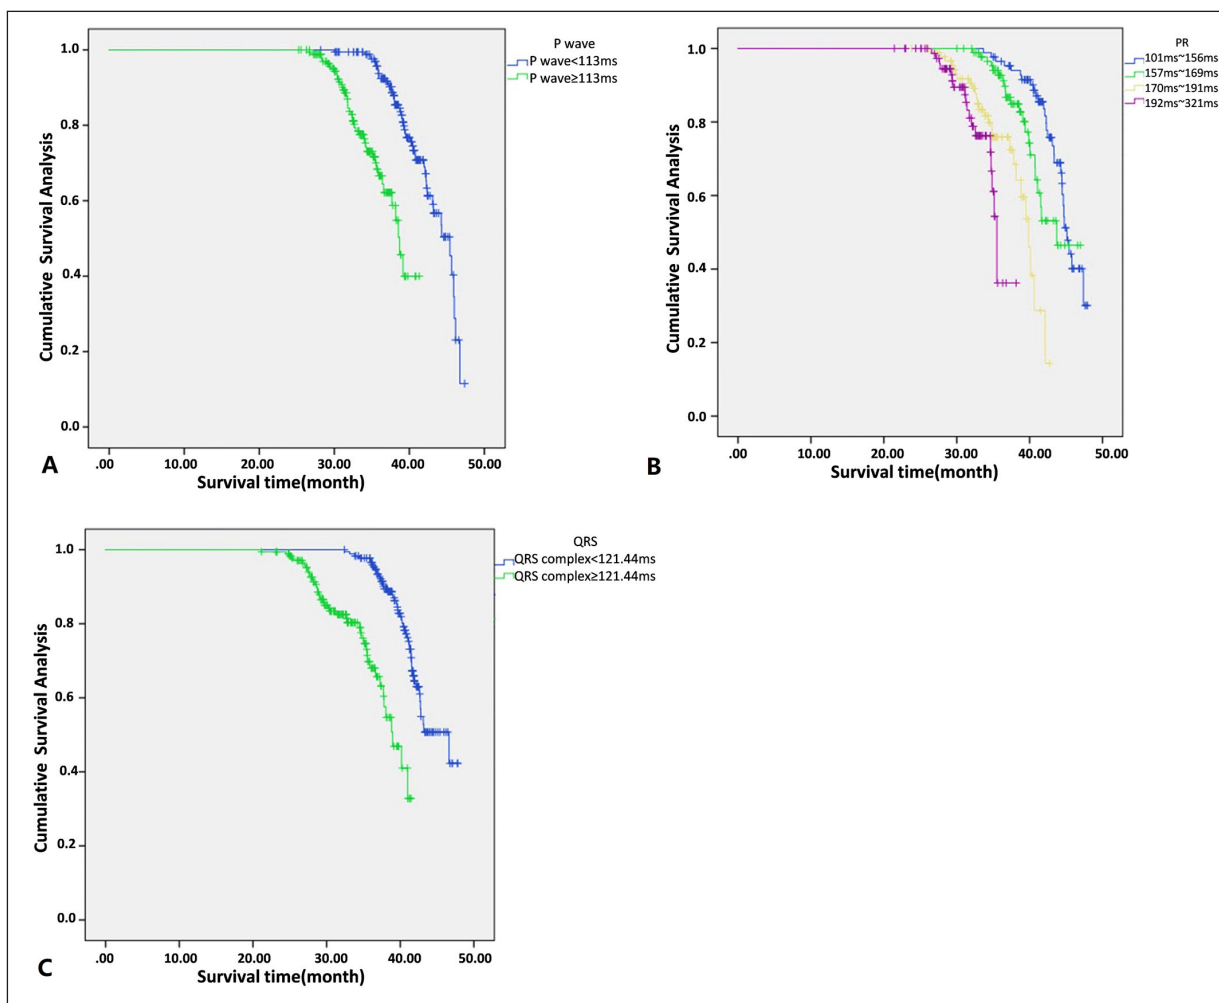 P wave
P wave<113ms
P wave≥113ms
1.0
0.8
0.6
0.4
0.2
0.0
Cumulative Survival Analysis
.00 10.00 20.00 30.00 40.00 50.00
Survival time(month)
A
PR
101ms~156ms
157ms~169ms
170ms~191ms
192ms~321ms
1.0
0.8
0.6
0.4
0.2
0.0
Cumulative Survival Analysis
.00 10.00 20.00 30.00 40.00 50.00
Survival time(month)
B
QRS
QRS complex<121.44ms
QRS complex≥121.44ms
1.0
0.8
0.6
0.4
0.2
0.0
Cumulative Survival Analysis
.00 10.00 20.00 30.00 40.00 50.00
Survival time(month)
C